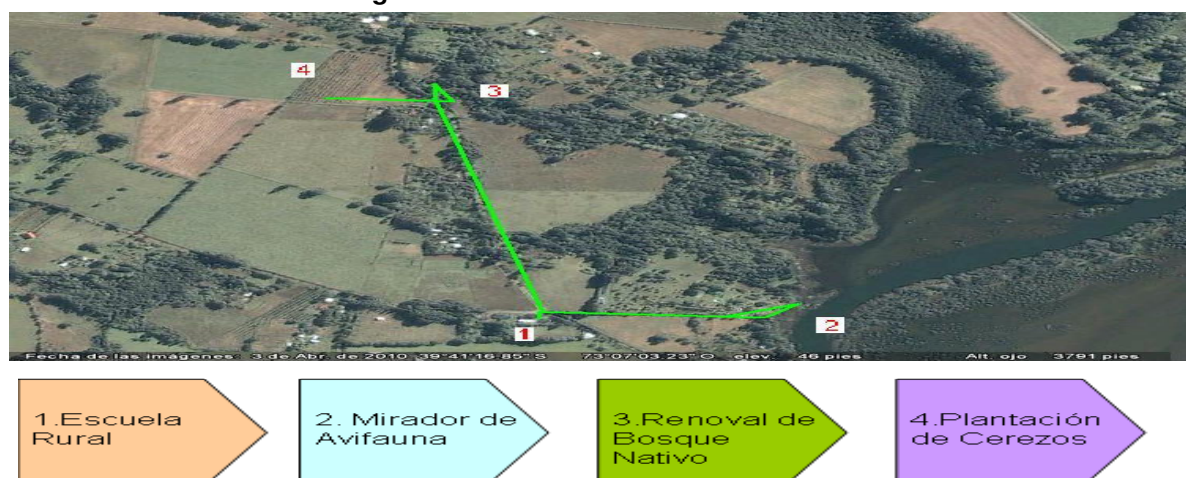 4
3
1
2
Fecha de las imágenes 3 de Abr. de 2010 39°41'16.85" S 73°07'03.23" O elev. 46 pies Alt. ojo 3791 pies
1.Escuela
Rural
2. Mirador de
Avifauna
3.Renoval de
Bosque
Nativo
4.Plantación
de Cerezos